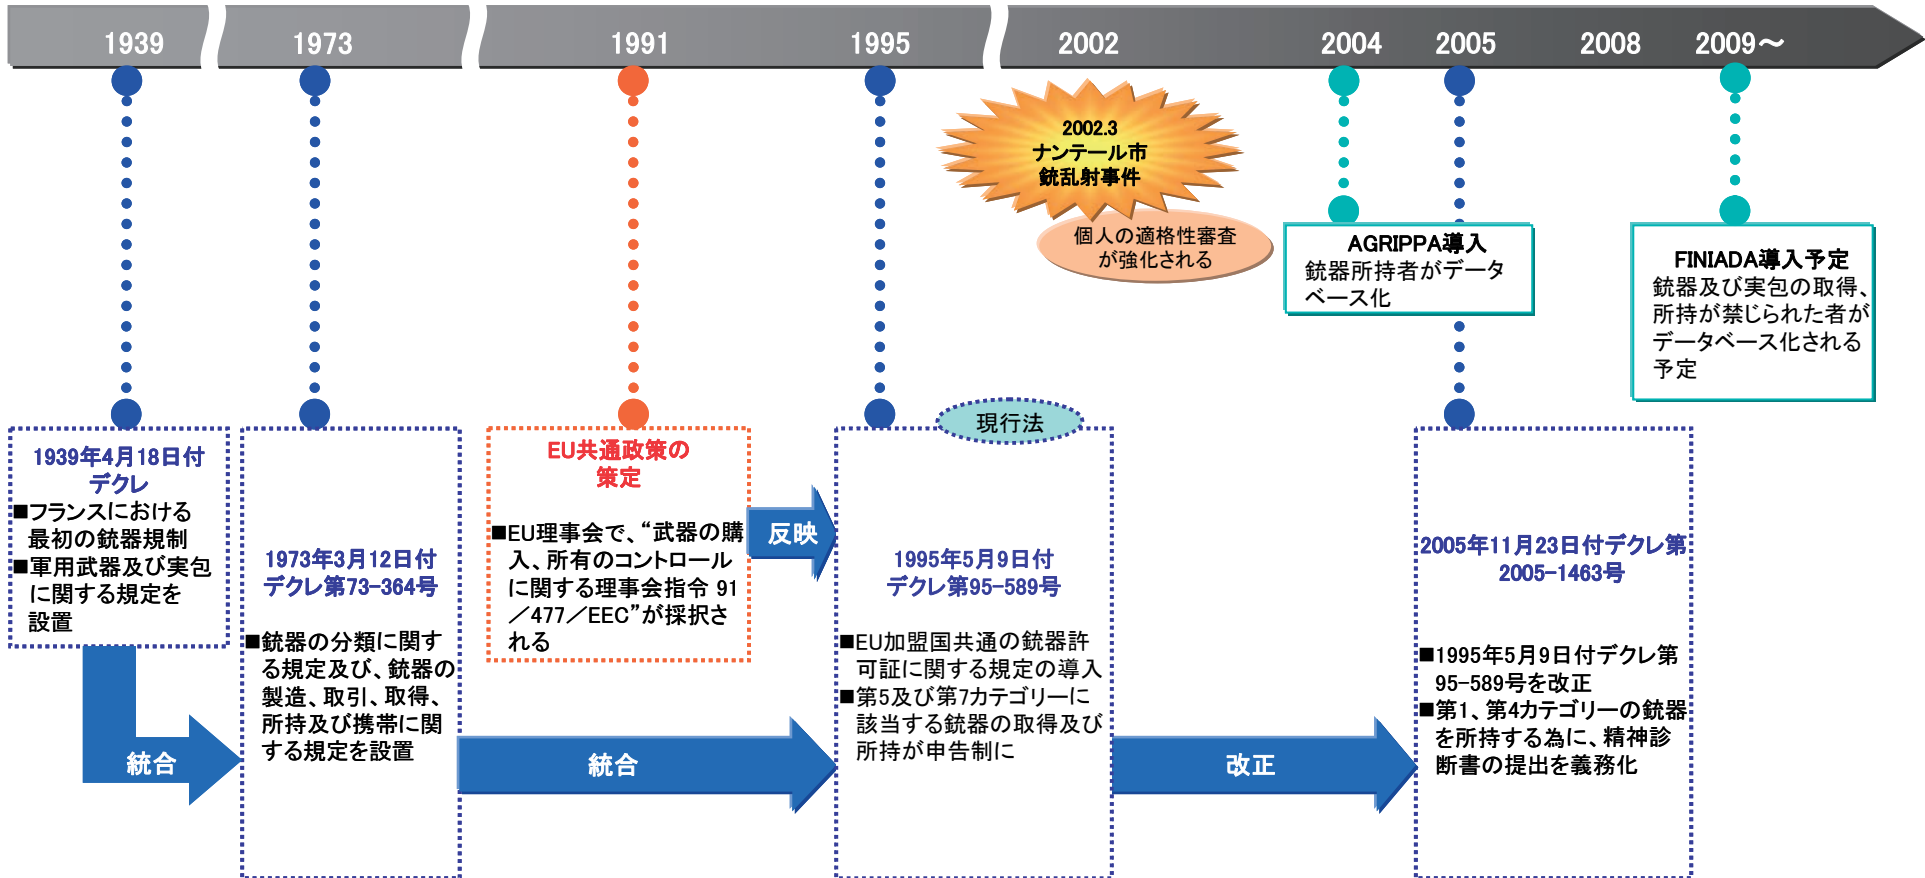 1939
1973
1991
1995
2002
2004
2005
2008
2009～
2002.3
ナンテール市
銃乱射事件
個人の適格性審査
が強化される
AGRIPPA導入
銃器所持者がデータ
ベース化
FINIADA導入予定
銃器及び実包の取得、
所持が禁じられた者が
データベース化される
予定
1939年4月18日付
デクレ
■フランスにおける
最初の銃器規制
■軍用武器及び実包
に関する規定を
設置
統合
1973年3月12日付
デクレ第73-364号
■銃器の分類に関す
る規定及び、銃器の
製造、取引、取得、
所持及び携帯に関
する規定を設置
統合
EU共通政策の
策定
■EU理事会で、“武器の購
入、所有のコントロール
に関する理事会指令 91
／477／EEC”が採択さ
れる
反映
現行法
1995年5月9日付
デクレ第95-589号
■EU加盟国共通の銃器許
可証に関する規定の導入
■第5及び第7カテゴリーに
該当する銃器の取得及び
所持が申告制に
改正
2005年11月23日付デクレ第
2005-1463号
■1995年5月9日付デクレ第
95-589号を改正
■第1、第4カテゴリーの銃器
を所持する為に、精神診
断書の提出を義務化